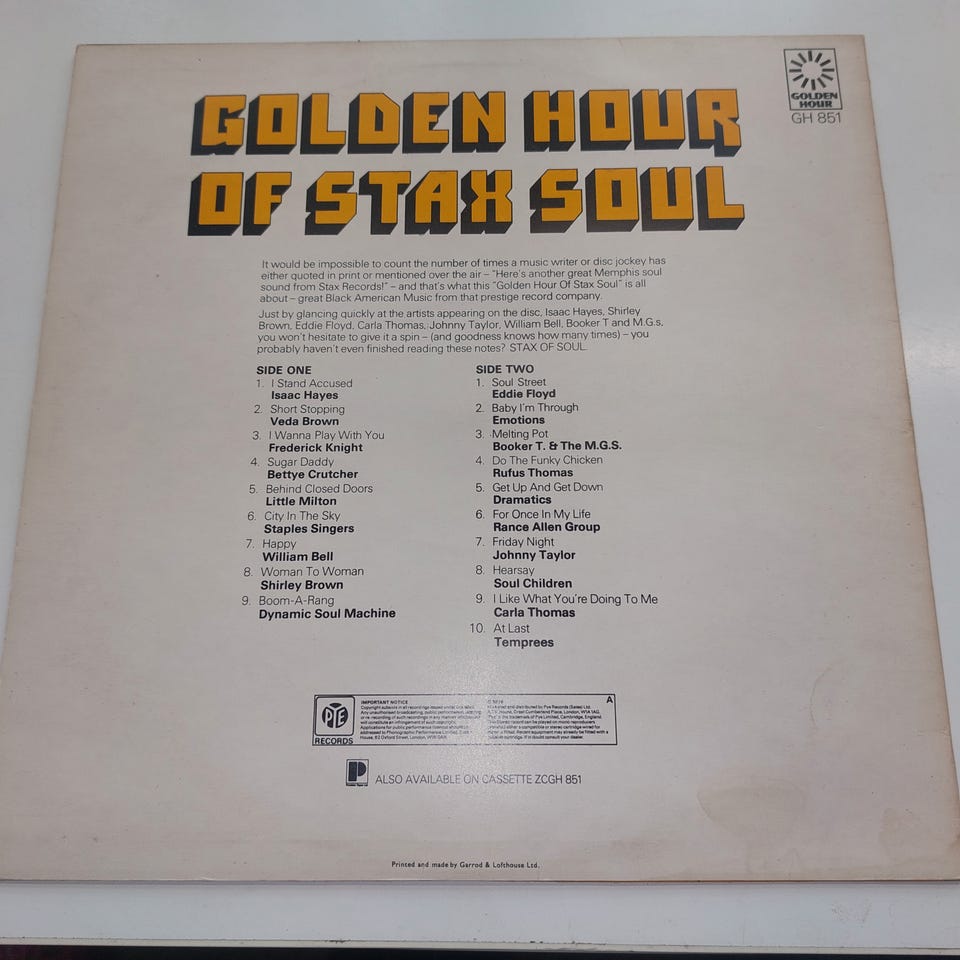 GOLDEN HOUR
GH 851
GOLDEN HOUR
OF STAX SOUL
It would be impossible to count the number of times a music writer or disc jockey has
either quoted in print or mentioned over the air – "Here's another great Memphis soul
sound from Stax Records!" – and that's what this "Golden Hour Of Stax Soul" is all
about – great Black American Music from that prestige record company.
Just by glancing quickly at the artists appearing on the disc, Isaac Hayes, Shirley
Brown, Eddie Floyd, Carla Thomas, Johnny Taylor, William Bell, Booker T and M.G.s,
you won't hesitate to give it a spin – (and goodness knows how many times) – you
probably haven't even finished reading these notes? STAX OF SOUL.
SIDE ONE
1. I Stand Accused
Isaac Hayes
2. Short Stopping
Veda Brown
3. I Wanna Play With You
Frederick Knight
4. Sugar Daddy
Bettye Crutcher
5. Behind Closed Doors
Little Milton
6. City In The Sky
Staples Singers
7. Happy
William Bell
8. Woman To Woman
Shirley Brown
9. Boom-A-Rang
Dynamic Soul Machine
SIDE TWO
1. Soul Street
Eddie Floyd
2. Baby I'm Through
Emotions
3. Melting Pot
Booker T. & The M.G.S.
4. Do The Funky Chicken
Rufus Thomas
5. Get Up And Get Down
Dramatics
6. For Once In My Life
Rance Allen Group
7. Friday Night
Johnny Taylor
8. Hearsay
Soul Children
9. I Like What You're Doing To Me
Carla Thomas
10. At Last
Temprees
PYE
RECORDS
IMPORTANT NOTICE
A
ALSO AVAILABLE ON CASSETTE ZCGH 851
Printed and made by Garrod & Lofthouse Ltd.